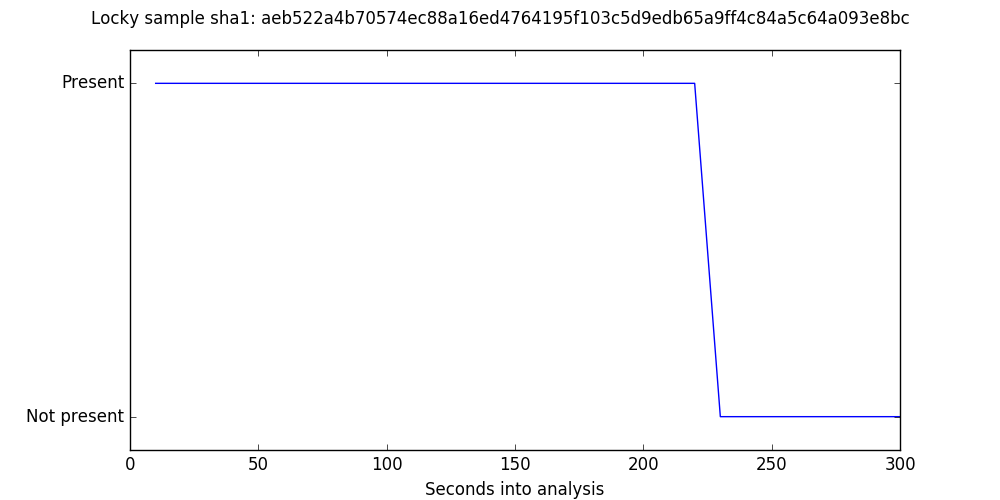 Locky sample sha1: aeb522a4b70574ec88a16ed4764195f103c5d9edb65a9ff4c84a5c64a093e8bc
Present
Not present
0 50 100 150 200 250 300
Seconds into analysis